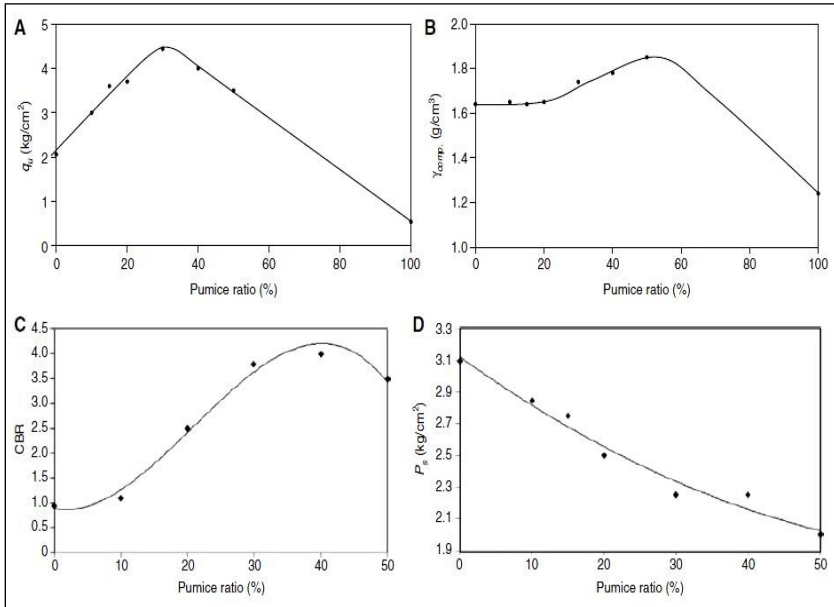 A
5
4
3
2
1
0
qu (kg/cm²)
0 20 40 60 80 100
Pumice ratio (%)
B
2.0
1.8
1.6
1.4
1.2
1.0
γcomp. (g/cm³)
0 20 40 60 80 100
Pumice ratio (%)
C
4.5
4.0
3.5
3.0
2.5
2.0
1.5
1.0
0.5
0
CBR
0 10 20 30 40 50
Pumice ratio (%)
D
3.3
3.1
2.9
2.7
2.5
2.3
2.1
1.9
Ps (kg/cm²)
0 10 20 30 40 50
Pumice ratio (%)